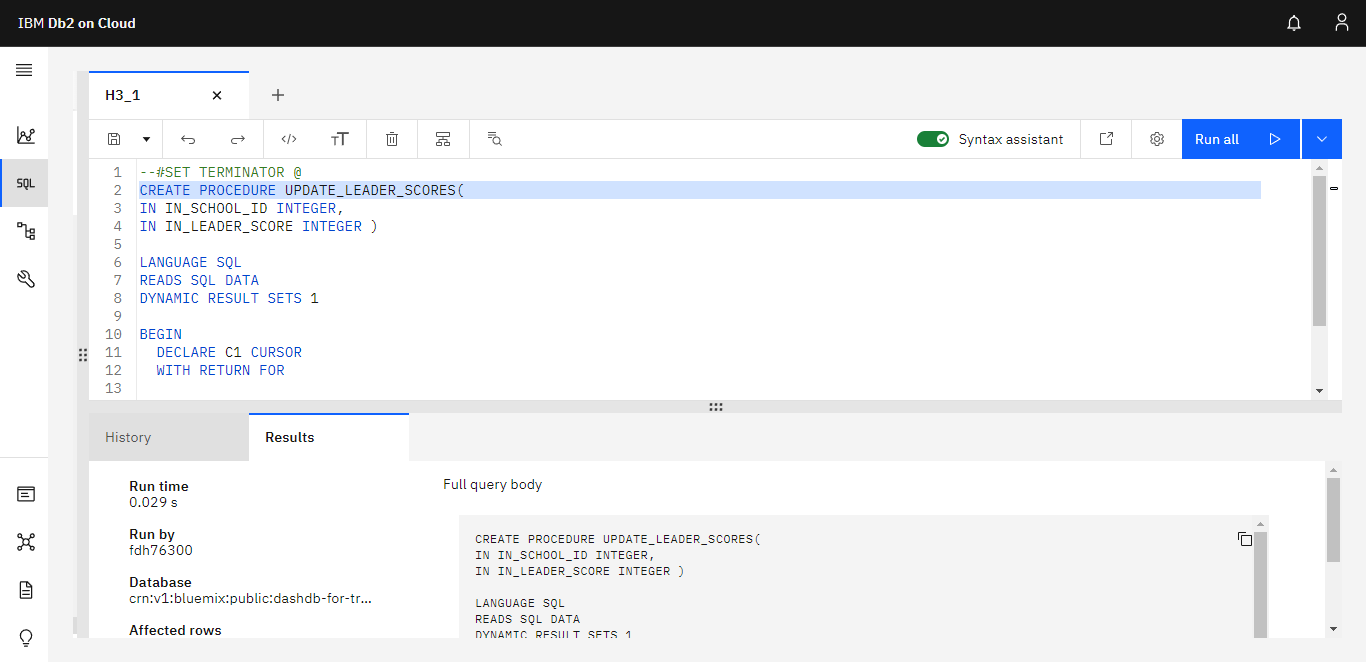 IBM Db2 on Cloud
H3_1
Syntax assistant
Run all
SQL
1 --#SET TERMINATOR @
2 CREATE PROCEDURE UPDATE_LEADER_SCORES(
3 IN IN_SCHOOL_ID INTEGER,
4 IN IN_LEADER_SCORE INTEGER )
5
6 LANGUAGE SQL
7 READS SQL DATA
8 DYNAMIC RESULT SETS 1
9
10 BEGIN
11 DECLARE C1 CURSOR
12 WITH RETURN FOR
13
History
Results
Run time
0.029 s
Run by
fdh76300
Database
crn:v1:bluemix:public:dashdb-for-tr...
Affected rows
Full query body
CREATE PROCEDURE UPDATE_LEADER_SCORES(
IN IN_SCHOOL_ID INTEGER,
IN IN_LEADER_SCORE INTEGER )
LANGUAGE SQL
READS SQL DATA
DYNAMIC RESULT SETS 1